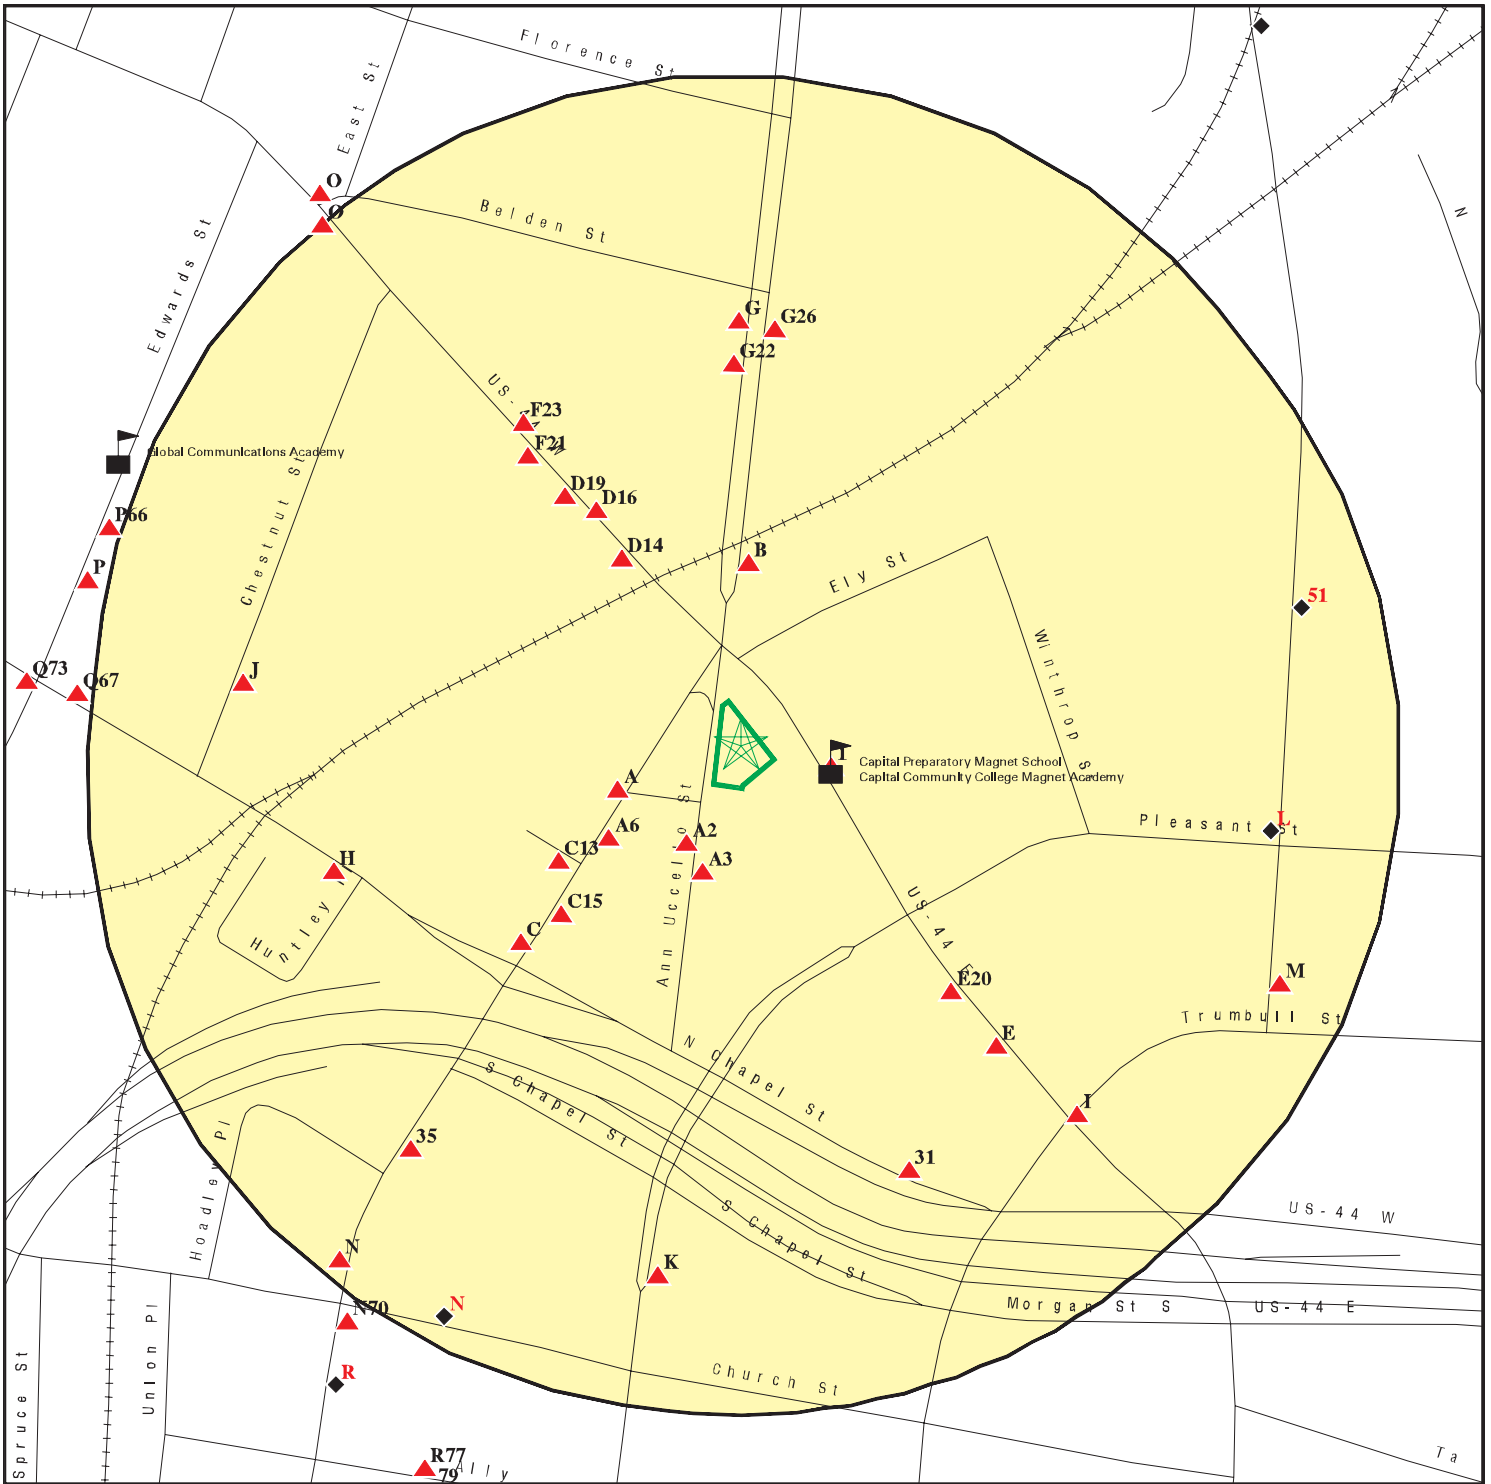 Florence St
East St
O
O
Belden St
N
Edwards St
G
G26
G22
US-44 W
F23
F21
Global Communications Academy
D19
D16
P66
Chestnut St
D14
B
P
Ely St
51
Winthrop St
Q73
Q67
J
I
Capital Preparatory Magnet School
Capital Community College Magnet Academy
A
Ann Uccello St
A6
A2
Pleasant St
L
C13
A3
H
Huntley Pl
C15
US-44 E
C
E20
M
Trumbull St
E
N Chapel St
S Chapel St
I
35
31
Hoadley Pl
S Chapel St
US-44 W
N
K
N70
N
Morgan St S
US-44 E
Union Pl
R
Church St
Spruce St
R77
79
Ally
Ta